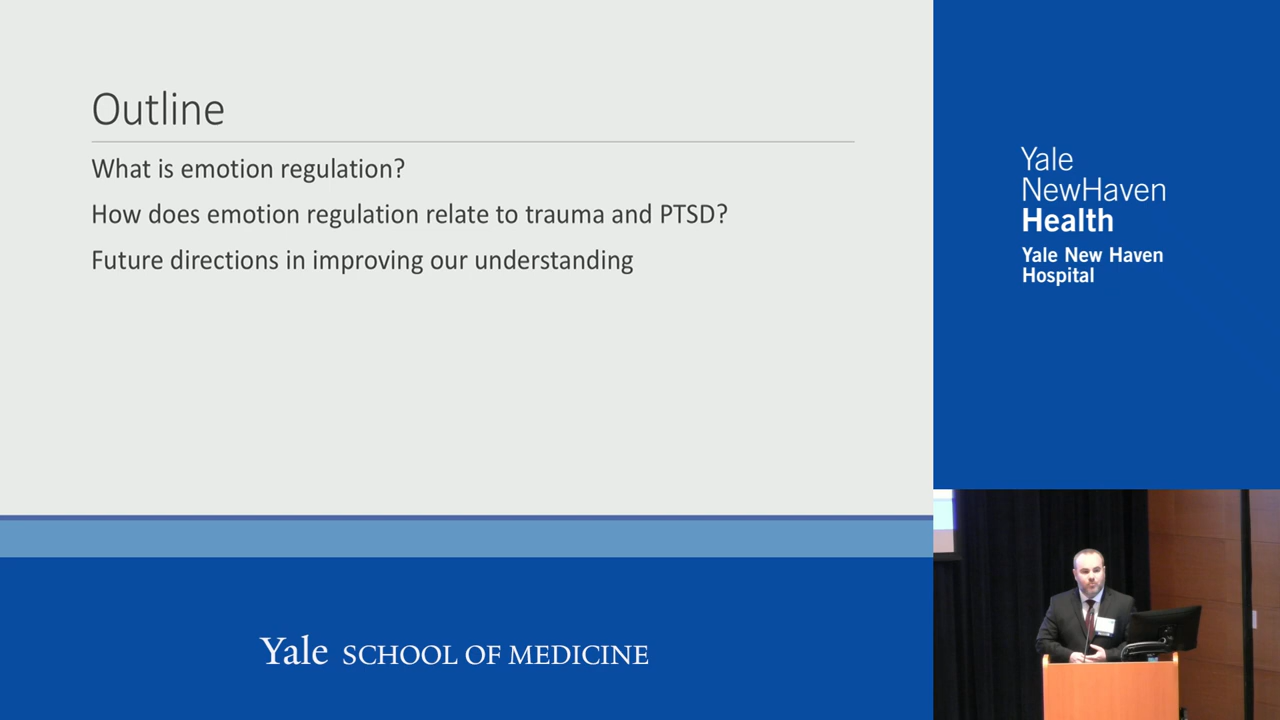 Outline
What is emotion regulation?
How does emotion regulation relate to trauma and PTSD?
Future directions in improving our understanding
Yale
NewHaven
Health
Yale New Haven
Hospital
Yale SCHOOL OF MEDICINE